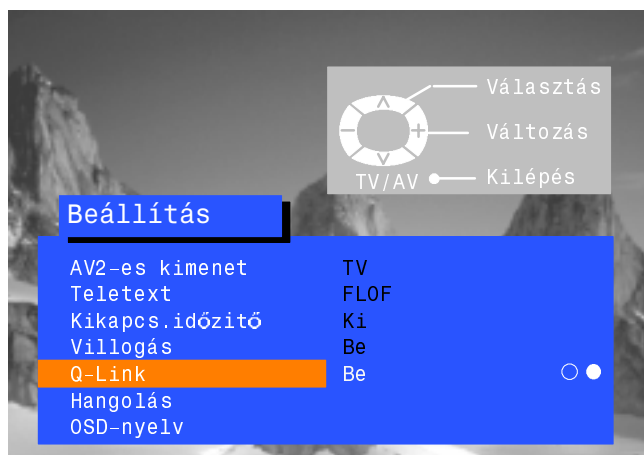 Választás
Változás
TV/AV Kilépés
Beállítás
AV2-es kimenet TV
Teletext FLOF
Kikapcs.időzitő Ki
Villogás Be
Q-Link Be
Hangolás
OSD-nyelv